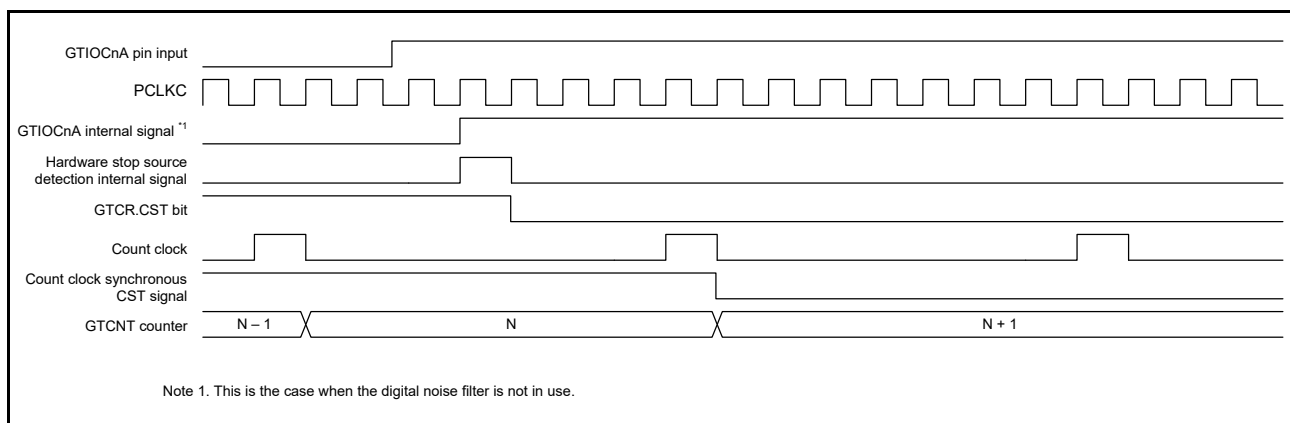 GTIOCnA pin input
PCLKC
GTIOCnA internal signal *1
Hardware stop source
detection internal signal
GTCR.CST bit
Count clock
Count clock synchronous
CST signal
GTCNT counter
N – 1
N
N + 1
Note 1. This is the case when the digital noise filter is not in use.